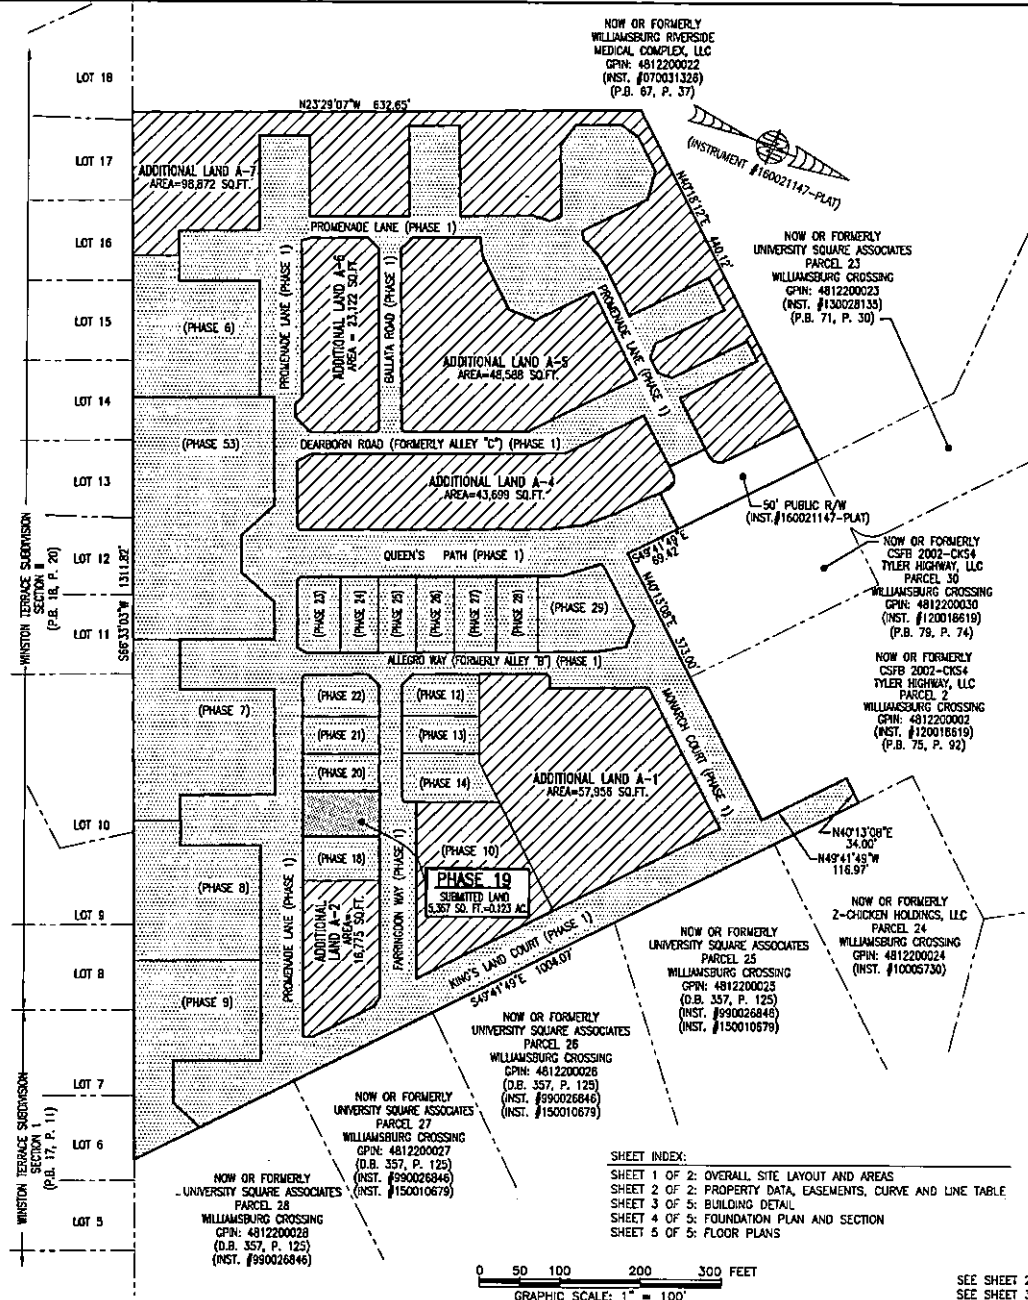 NOW OR FORMERLY
WILLIAMSBURG RIVERSIDE
MEDICAL COMPLEX, LLC
GPIN: 4812200022
(INST. #070031326)
(P.B. 67, P. 37)
LOT 18
N23°29'07"W 632.65'
(INSTRUMENT #160021147-PLAT)
LOT 17
ADDITIONAL LAND A-7
AREA=98,872 SQ.FT.
N40°18'12"E 440.12'
PROMENADE LANE (PHASE 1)
LOT 16
NOW OR FORMERLY
UNIVERSITY SQUARE ASSOCIATES
PARCEL 23
WILLIAMSBURG CROSSING
GPIN: 4812200023
(INST. #130028135)
(P.B. 71, P. 30)
PROMENADE LANE (PHASE 1)
ADDITIONAL LAND A-6
AREA = 23,122 SQ.FT
BALLATA ROAD (PHASE 1)
PROMENADE LANE (PHASE 1)
LOT 15
(PHASE 6)
ADDITIONAL LAND A-5
AREA=48,588 SQ.FT.
LOT 14
(PHASE 53)
DEARBORN ROAD (FORMERLY ALLEY "C") (PHASE 1)
LOT 13
ADDITIONAL LAND A-4
AREA=43,699 SQ.FT.
50' PUBLIC R/W
(INST.#160021147-PLAT)
WINSTON TERRACE SUBDIVISION
SECTION II
(P.B. 18, P. 20)
S66°33'03"W 1311.82'
LOT 12
QUEEN'S PATH (PHASE 1)
S49°41'49"E
69.42'
NOW OR FORMERLY
CSFB 2002-CKS4
TYLER HIGHWAY, LLC
PARCEL 30
WILLIAMSBURG CROSSING
GPIN: 4812200030
(INST. #120018619)
(P.B. 79, P. 74)
LOT 11
(PHASE 23)
(PHASE 24)
(PHASE 25)
(PHASE 26)
(PHASE 27)
(PHASE 28)
(PHASE 29)
N40°13'08"E 373.00'
ALLEGRO WAY (FORMERLY ALLEY "B") (PHASE 1)
NOW OR FORMERLY
CSFB 2002-CKS4
TYLER HIGHWAY, LLC
PARCEL 2
WILLIAMSBURG CROSSING
GPIN: 4812200002
(INST. #120018619)
(P.B. 75, P. 92)
(PHASE 7)
(PHASE 22)
(PHASE 12)
(PHASE 21)
(PHASE 13)
MONARCH COURT (PHASE 1)
(PHASE 20)
(PHASE 14)
ADDITIONAL LAND A-1
AREA=57,956 SQ.FT.
LOT 10
N40°13'08"E
34.00'
N49°41'49"W
116.97'
(PHASE 18)
(PHASE 10)
(PHASE 8)
PHASE 19
SUBMITTED LAND
5,367 SQ. FT.=0.123 AC.
PROMENADE LANE (PHASE 1)
ADDITIONAL
LAND A-2
AREA=
16,775 SQ.FT.
FARRINGDON WAY (PHASE 1)
LOT 9
NOW OR FORMERLY
2-CHICKEN HOLDINGS, LLC
PARCEL 24
WILLIAMSBURG CROSSING
GPIN: 4812200024
(INST. #10005730)
KING'S LAND COURT (PHASE 1)
S49°41'49"E 1004.07'
LOT 8
NOW OR FORMERLY
UNIVERSITY SQUARE ASSOCIATES
PARCEL 25
WILLIAMSBURG CROSSING
GPIN: 4812200025
(D.B. 357, P. 125)
(INST. #990026846)
(INST. #150010679)
(PHASE 9)
NOW OR FORMERLY
UNIVERSITY SQUARE ASSOCIATES
PARCEL 26
WILLIAMSBURG CROSSING
GPIN: 4812200026
(D.B. 357, P. 125)
(INST. #990026846)
(INST. #150010679)
LOT 7
WINSTON TERRACE SUBDIVISION
SECTION I
(P.B. 17, P. 11)
NOW OR FORMERLY
UNIVERSITY SQUARE ASSOCIATES
PARCEL 27
WILLIAMSBURG CROSSING
GPIN: 4812200027
(D.B. 357, P. 125)
(INST. #990026846)
(INST. #150010679)
LOT 6
NOW OR FORMERLY
UNIVERSITY SQUARE ASSOCIATES
PARCEL 28
WILLIAMSBURG CROSSING
GPIN: 4812200028
(D.B. 357, P. 125)
(INST. #990026846)
LOT 5
SHEET INDEX:
SHEET 1 OF 2: OVERALL SITE LAYOUT AND AREAS
SHEET 2 OF 2: PROPERTY DATA, EASEMENTS, CURVE AND LINE TABLE
SHEET 3 OF 5: BUILDING DETAIL
SHEET 4 OF 5: FOUNDATION PLAN AND SECTION
SHEET 5 OF 5: FLOOR PLANS
0 50 100 200 300 FEET
GRAPHIC SCALE: 1" = 100'
SEE SHEET 2
SEE SHEET 3